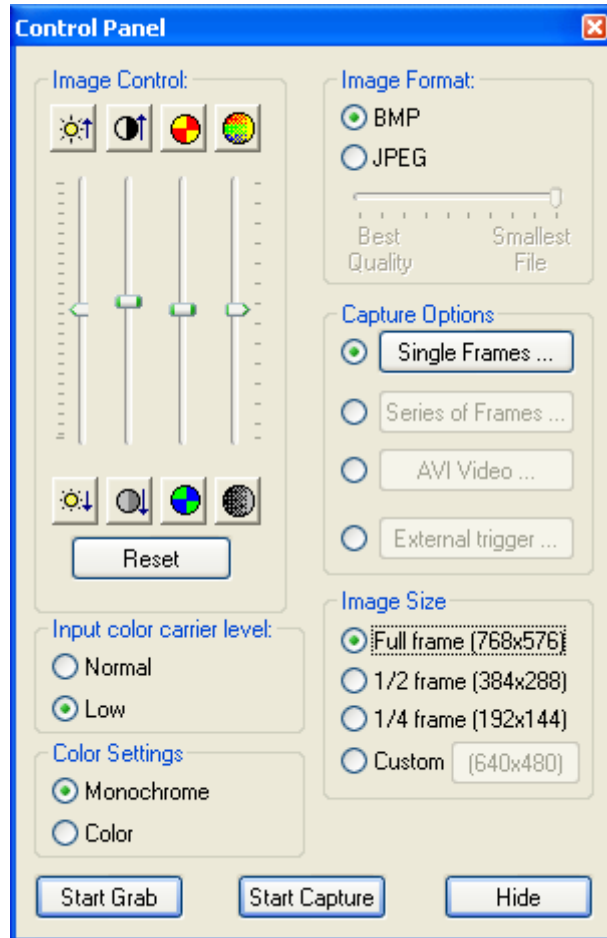 Control Panel
Image Control:
Reset
Input color carrier level:
Normal
Low
Color Settings
Monochrome
Color
Image Format:
BMP
JPEG
Best Quality
Smallest File
Capture Options
Single Frames ...
Series of Frames ...
AVI Video ...
External trigger ...
Image Size
Full frame (768x576)
1/2 frame (384x288)
1/4 frame (192x144)
Custom (640x480)
Start Grab
Start Capture
Hide